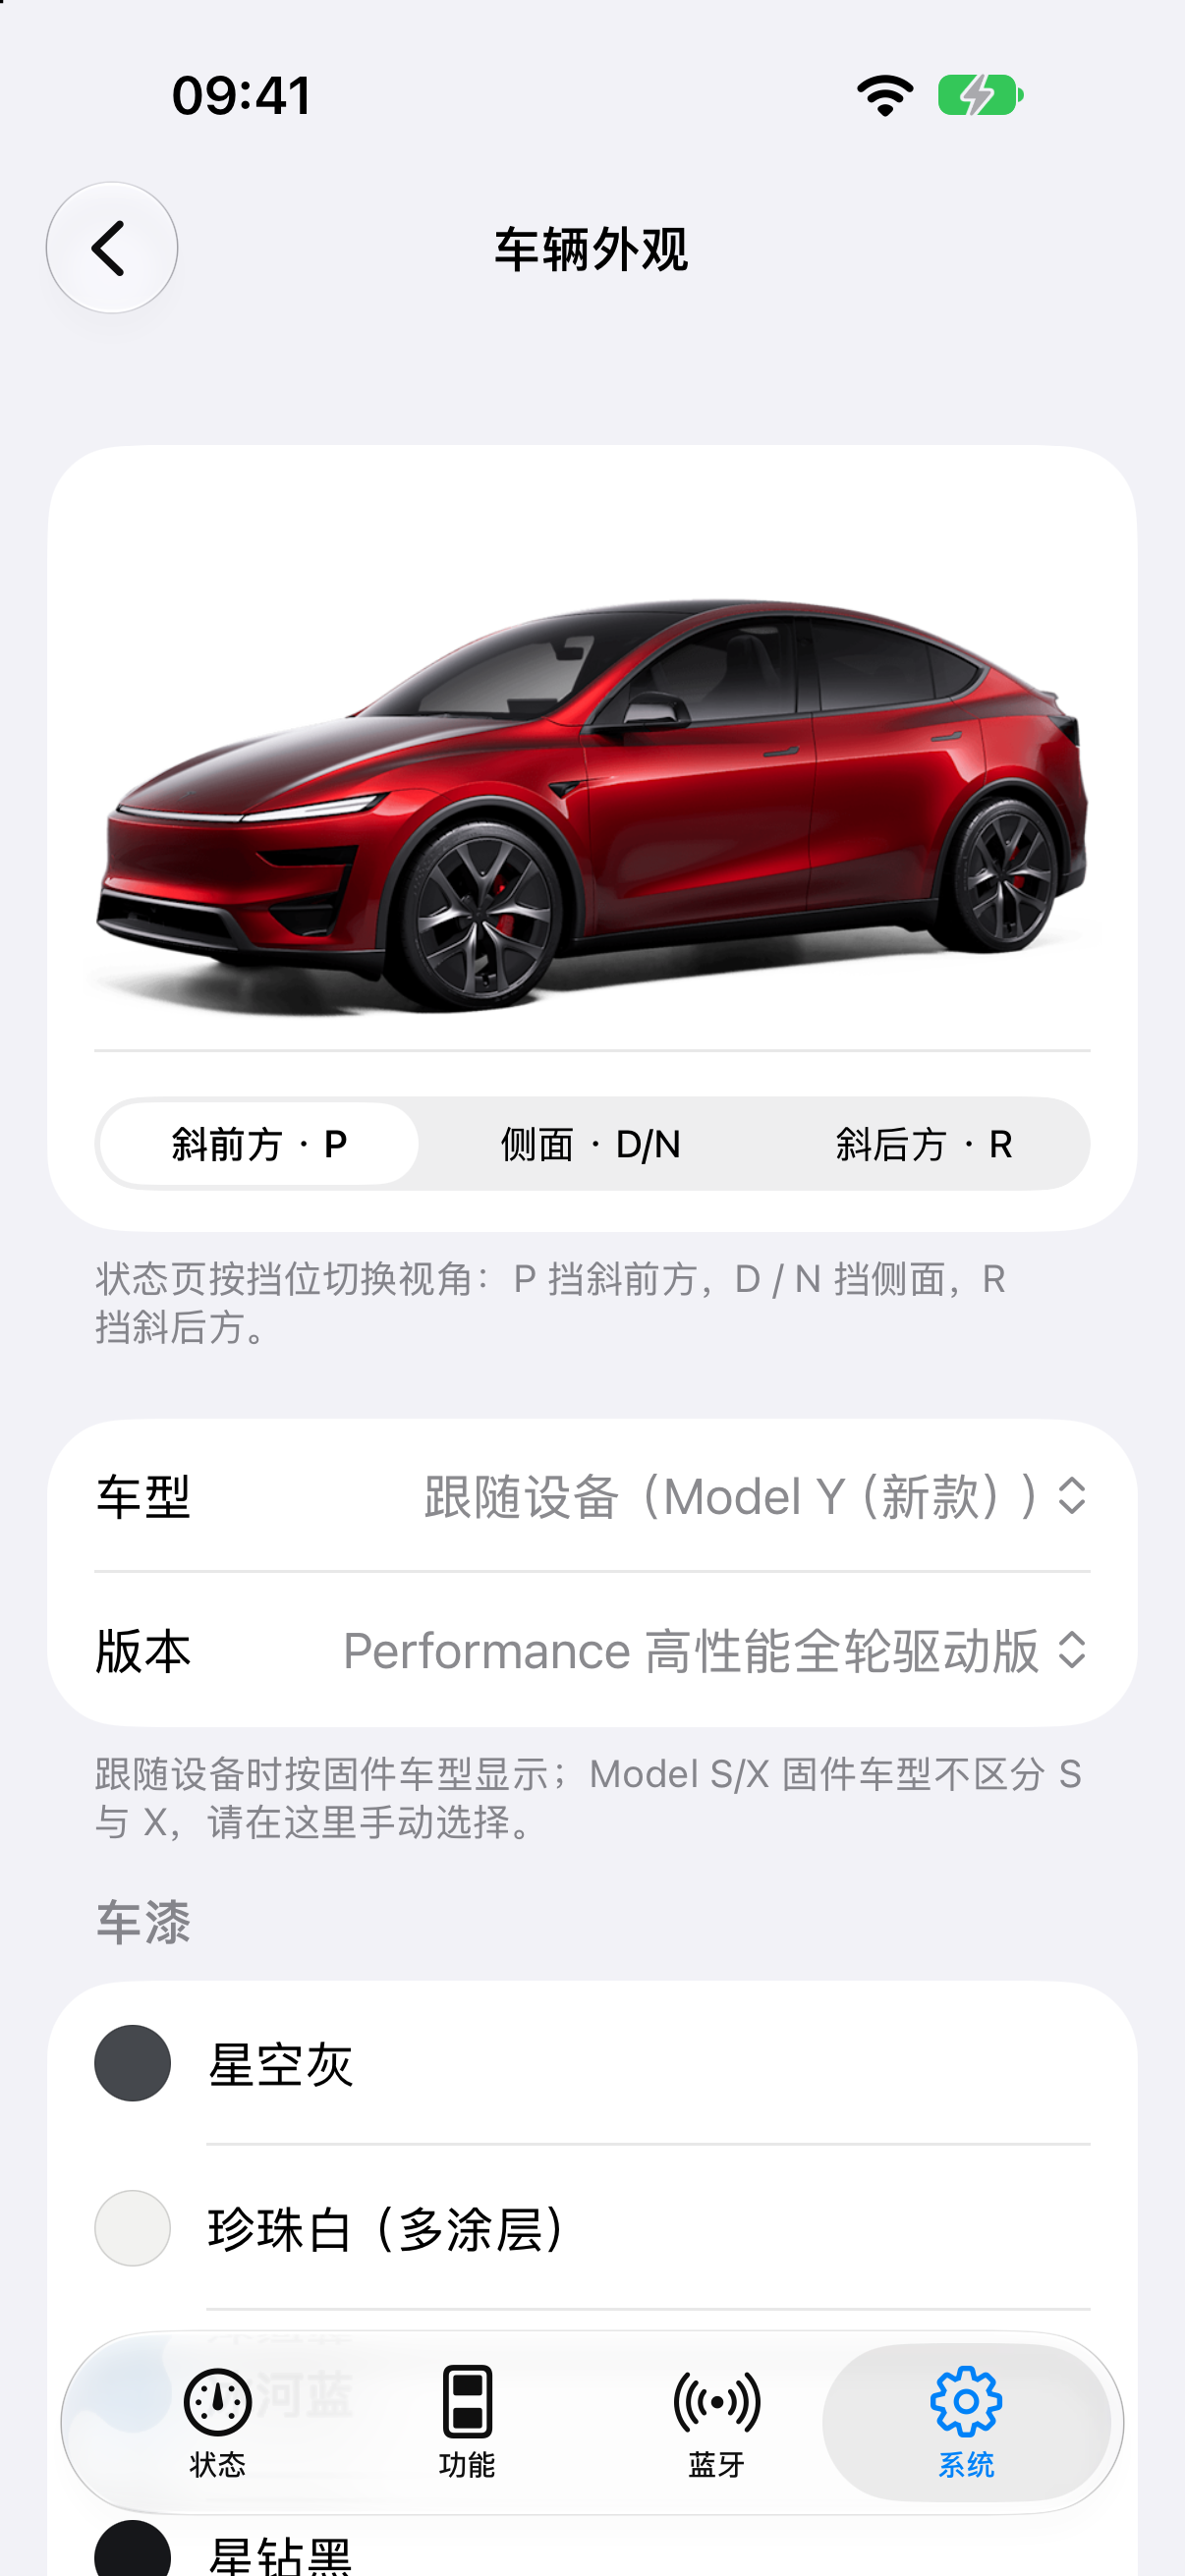 09:41
车辆外观
斜前方 · P
侧面 · D/N
斜后方 · R
状态页按挡位切换视角：P 挡斜前方，D / N 挡侧面，R
挡斜后方。
车型
跟随设备（Model Y (新款)）
版本
Performance 高性能全轮驱动版
跟随设备时按固件车型显示；Model S/X 固件车型不区分 S
与 X，请在这里手动选择。
车漆
星空灰
珍珠白（多涂层）
河蓝
状态
功能
蓝牙
系统
星钻黑